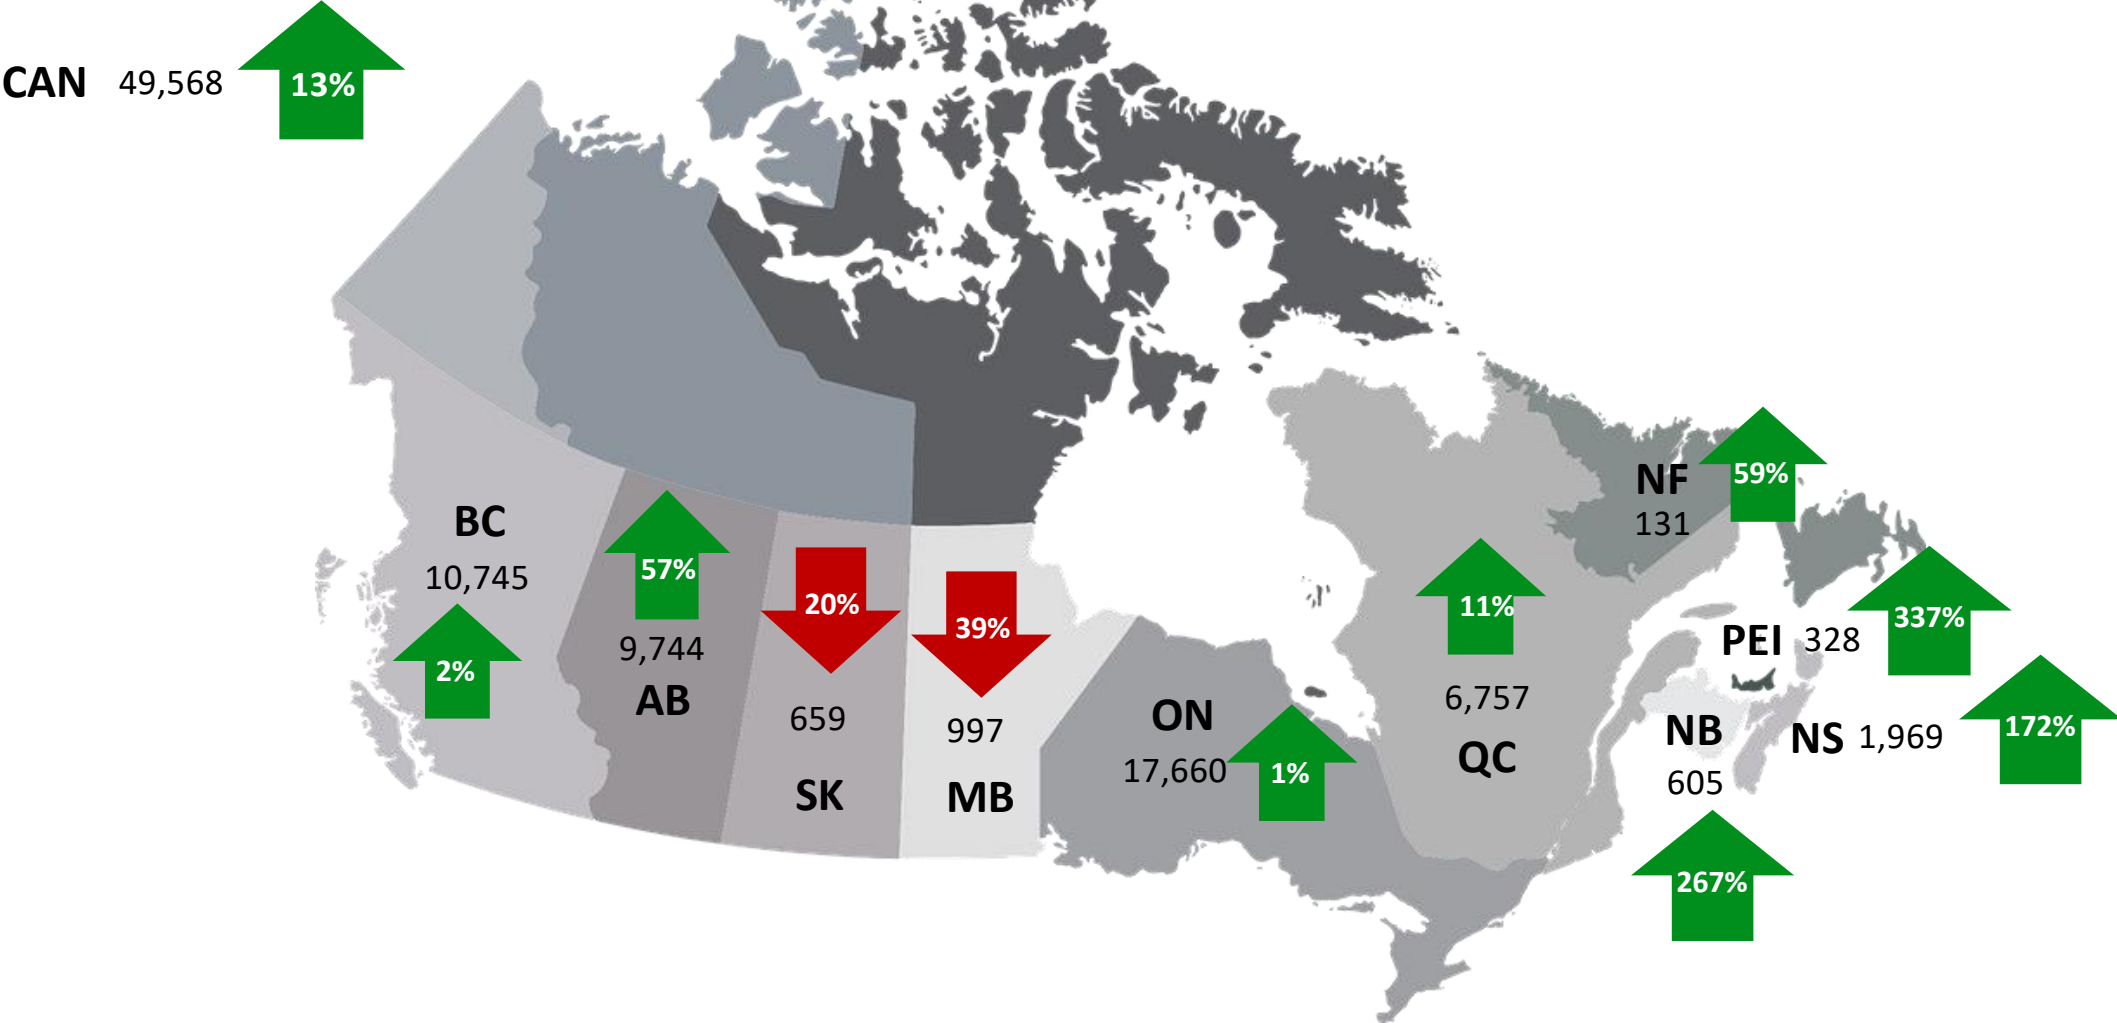 CAN 49,568 13%
BC
10,745
2%
57%
9,744
AB
20%
659
SK
39%
997
MB
ON
17,660 1%
11%
6,757
QC
NF 59%
131
PEI 328 337%
NB
605
267%
NS 1,969 172%